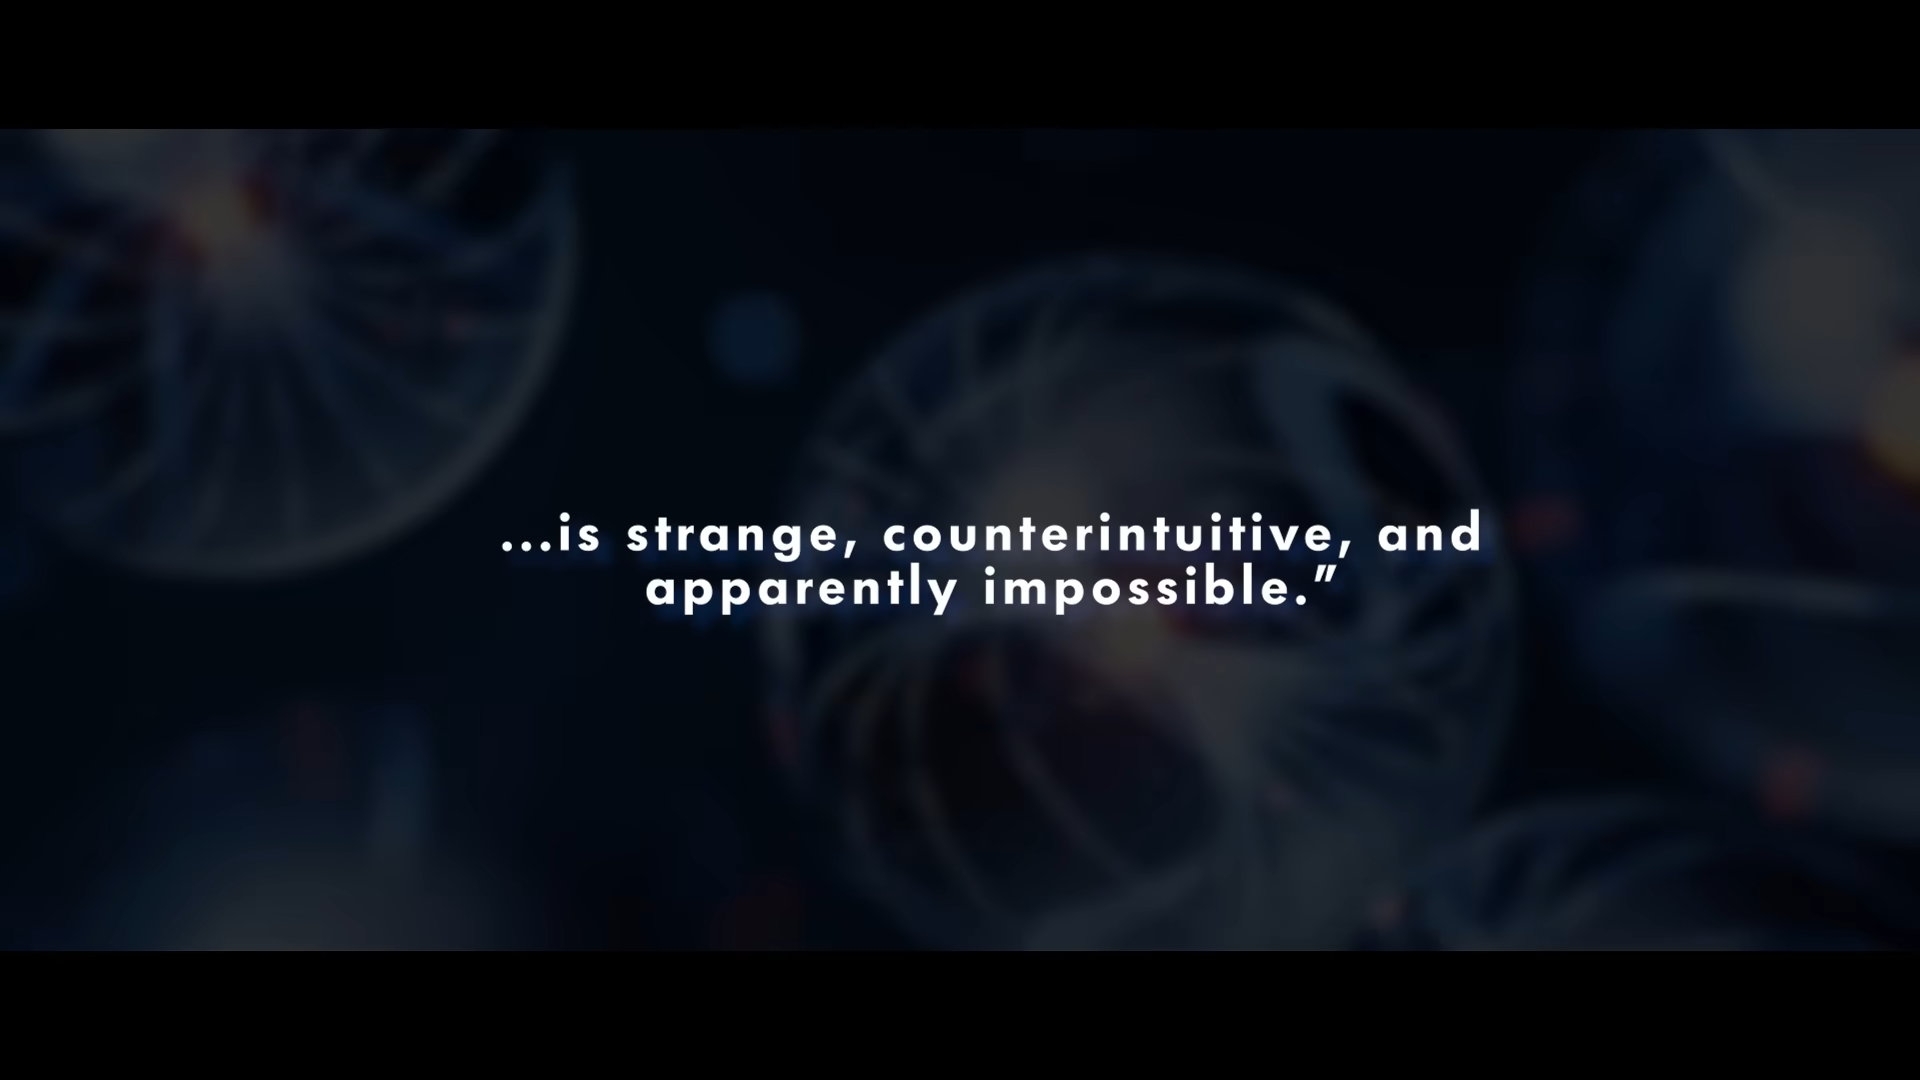 ...is strange, counterintuitive, and
apparently impossible.”